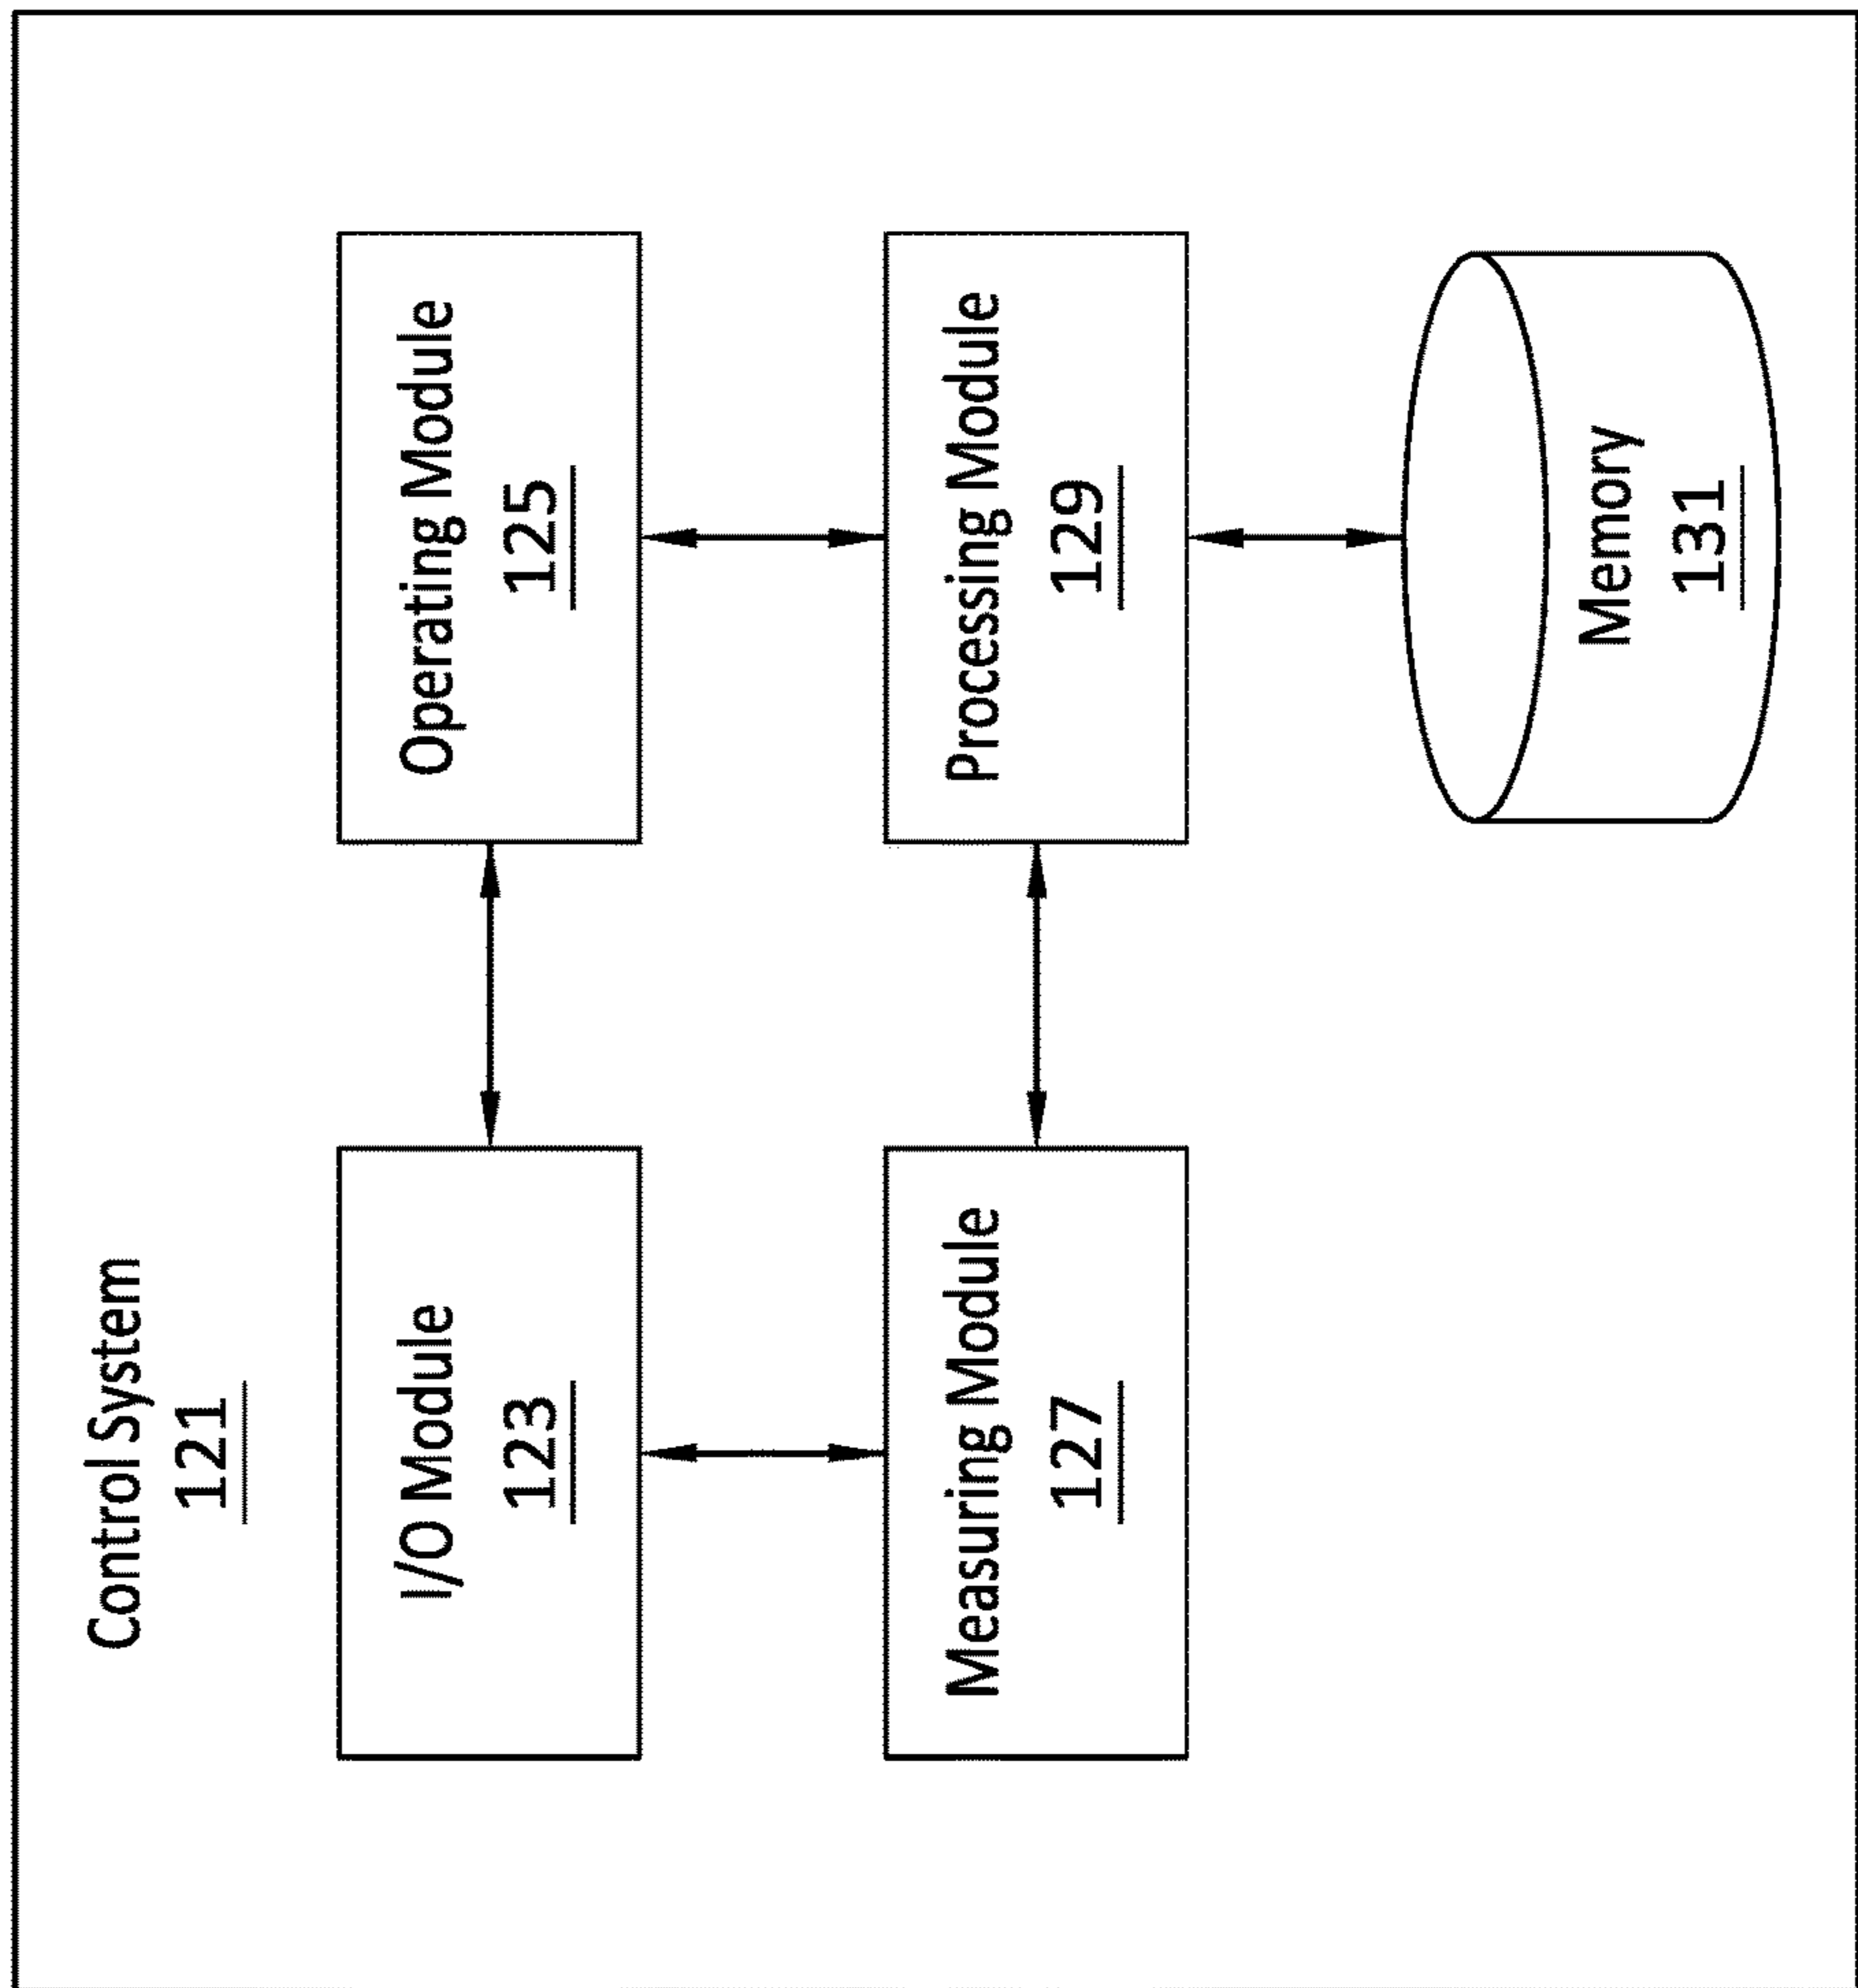 Control System
121
I/O Module
123
Operating Module
125
Measuring Module
127
Processing Module
129
Memory
131